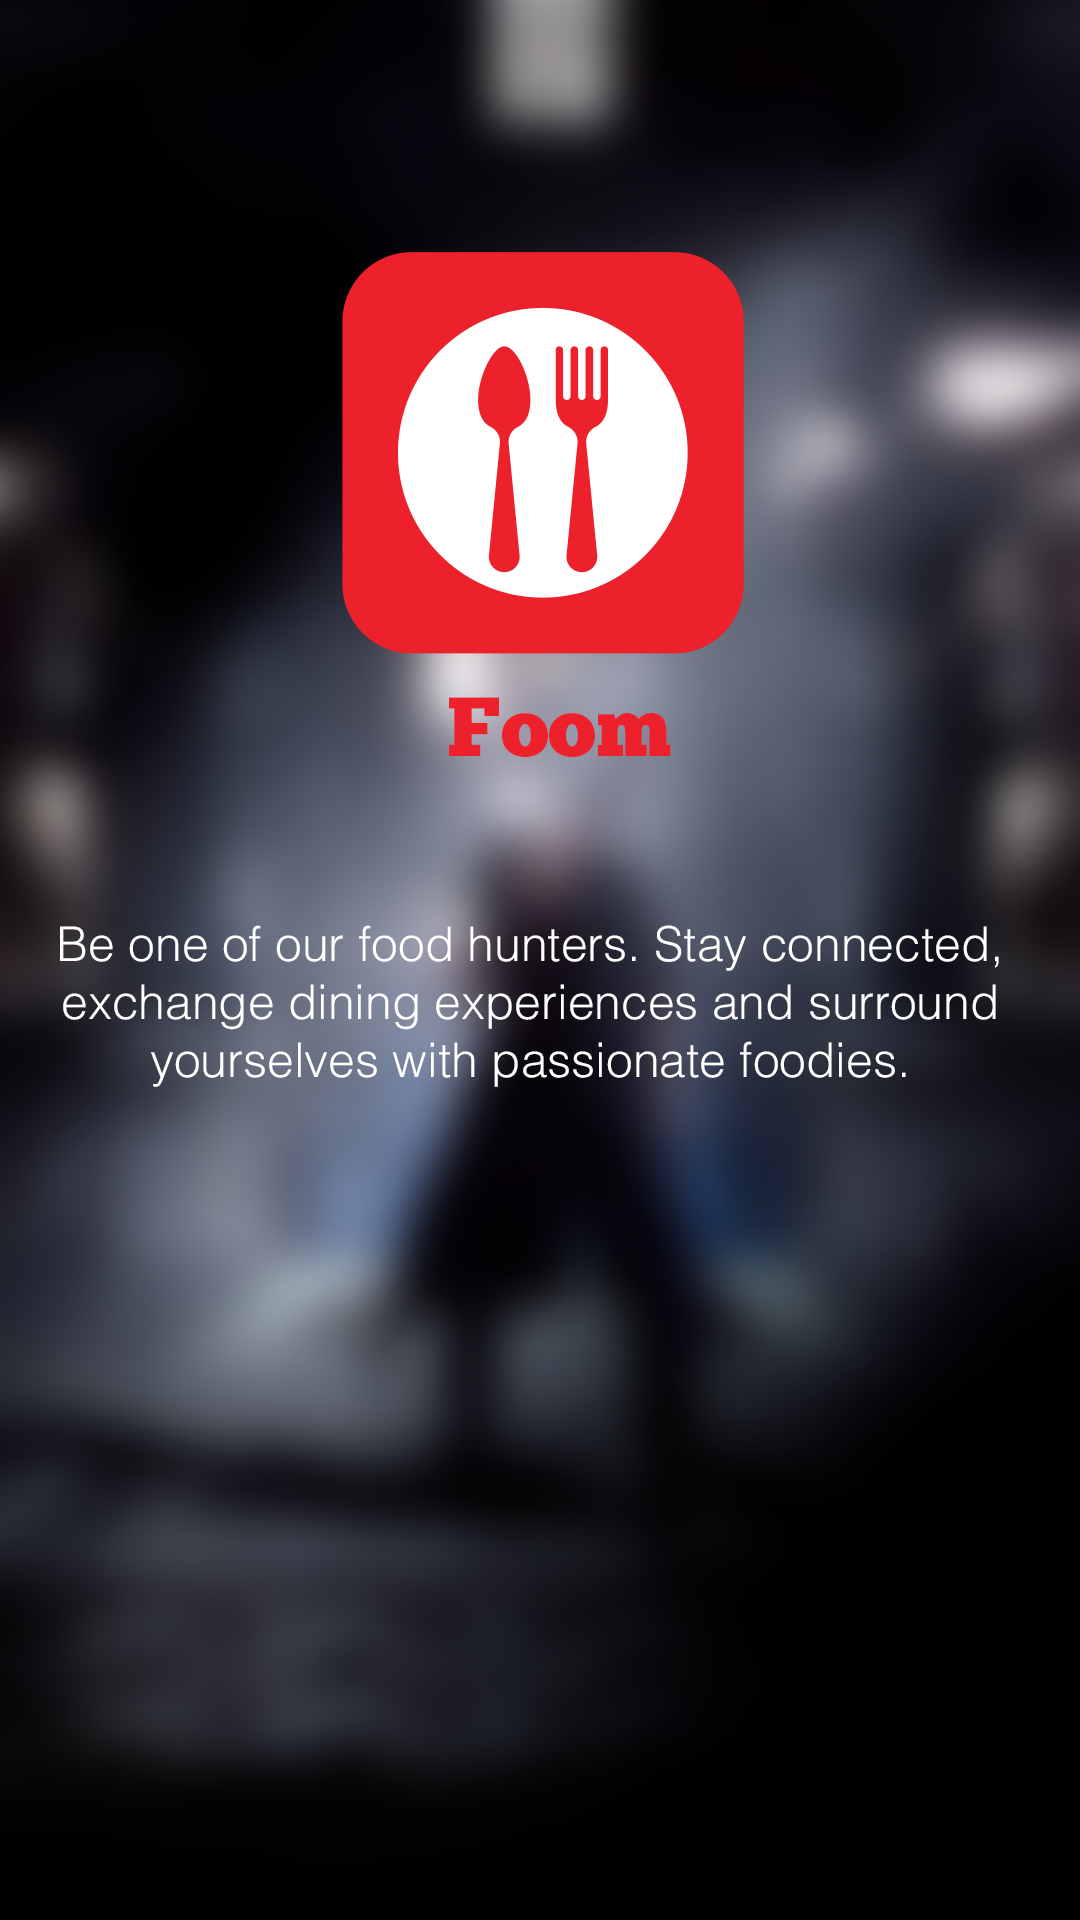 Foom
Be one of our food hunters. Stay connected,
exchange dining experiences and surround
yourselves with passionate foodies.